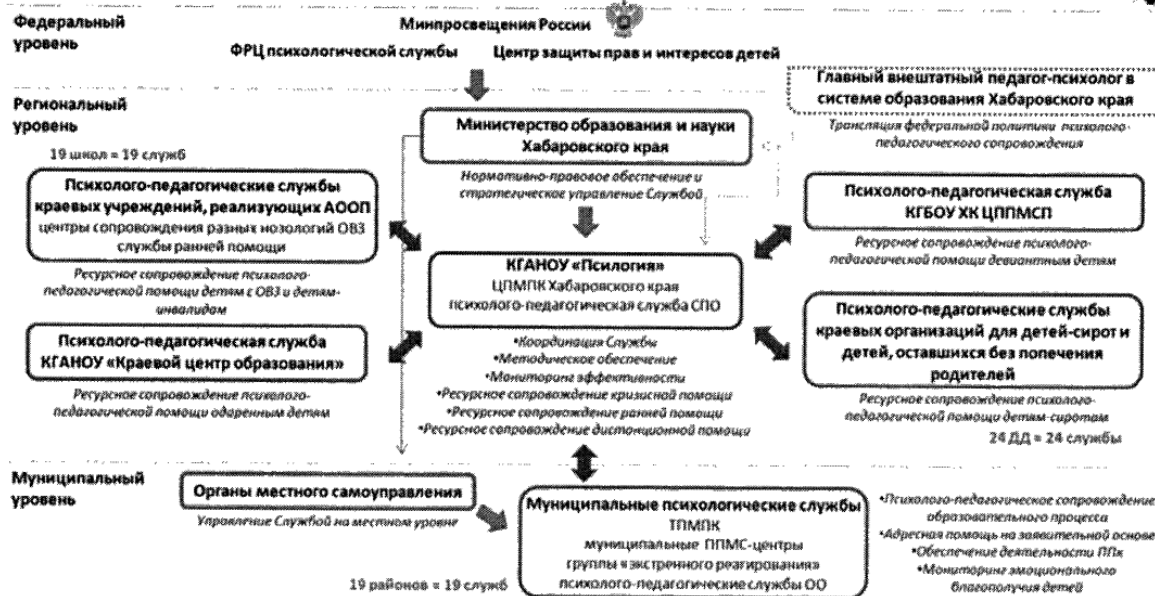 Федеральный
уровень
Минпросвещения России
ФРЦ психологической службы
Центр защиты прав и интересов детей
Главный внештатный педагог-психолог в
системе образования Хабаровского края
Трансляция федеральной политики психолого-
педагогического сопровождения
Региональный
уровень
Министерство образования и науки
Хабаровского края
Нормативно-правовое обеспечение и
стратегическое управление Службой
19 школ = 19 служб
Психолого-педагогические службы
краевых учреждений, реализующих АООП
центры сопровождения разных нозологий ОВЗ
службы ранней помощи
Ресурсное сопровождение психолого-
педагогической помощи детям с ОВЗ и детям-
инвалидам
Психолого-педагогическая служба
КГАНОУ «Краевой центр образования»
Ресурсное сопровождение психолого-
педагогической помощи одаренным детям
КГАНОУ «Псилогия»
ЦПМПК Хабаровского края
психолого-педагогическая служба СПО
•Координация Службы
•Методическое обеспечение
•Мониторинг эффективности
•Ресурсное сопровождение кризисной помощи
•Ресурсное сопровождение ранней помощи
•Ресурсное сопровождение дистанционной помощи
Психолого-педагогическая служба
КГБОУ ХК ЦППМСП
Ресурсное сопровождение психолого-
педагогической помощи девиантным детям
Психолого-педагогические службы
краевых организаций для детей-сирот и
детей, оставшихся без попечения
родителей
Ресурсное сопровождение психолого-
педагогической помощи детям-сиротам
24 ДД = 24 службы
Муниципальный
уровень
Органы местного самоуправления
Управление Службой на местном уровне
19 районов = 19 служб
Муниципальные психологические службы
ТПМПК
муниципальные ППМС-центры
группы «экстренного реагирования»
психолого-педагогические службы ОО
•Психолого-педагогическое сопровождение
образовательного процесса
•Адресная помощь на заявительной основе
•Обеспечение деятельности ППк
•Мониторинг эмоционального
благополучия детей